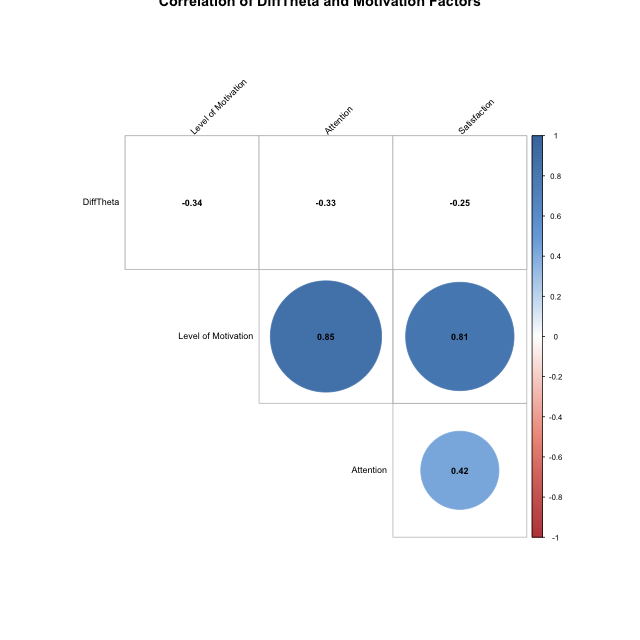 Correlation of DiffTheta and Motivation Factors
Level of Motivation
Attention
Satisfaction
DiffTheta
-0.34
-0.33
-0.25
Level of Motivation
0.85
0.81
Attention
0.42
1
0.8
0.6
0.4
0.2
0
-0.2
-0.4
-0.6
-0.8
-1